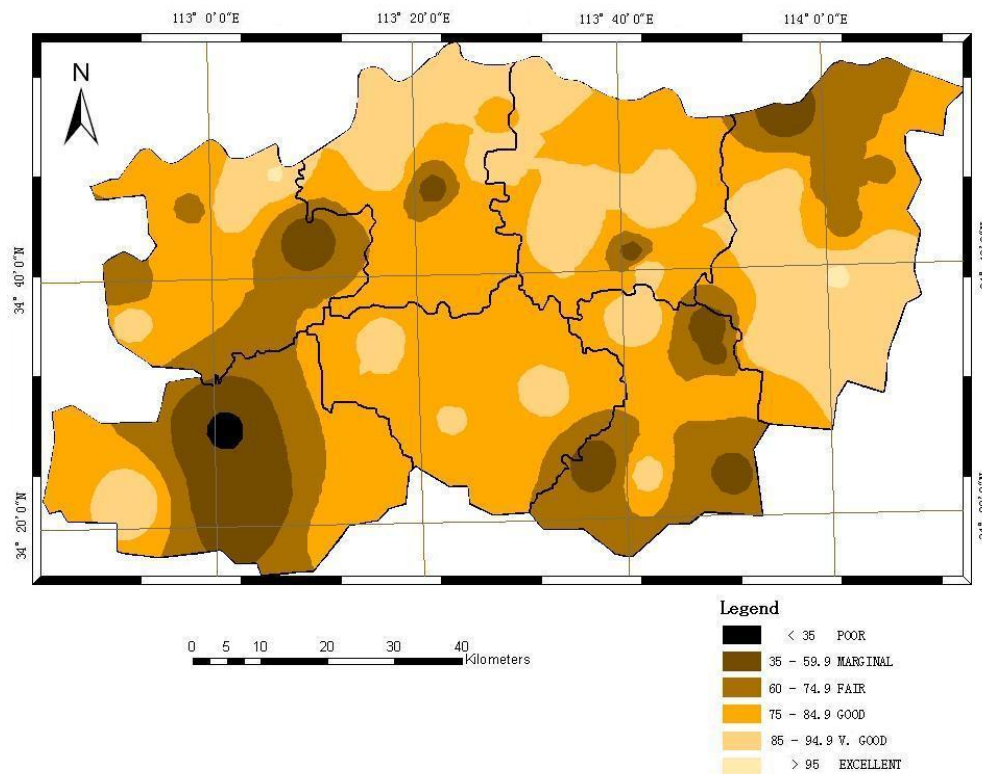 113° 0'0"E 113° 20'0"E 113° 40'0"E 114° 0'0"E
N
34° 40'0"N
34° 20'0"N
Legend
< 35 POOR
35 - 59.9 MARGINAL
60 - 74.9 FAIR
75 - 84.9 GOOD
85 - 94.9 V. GOOD
> 95 EXCELLENT
0 5 10 20 30 40
Kilometers